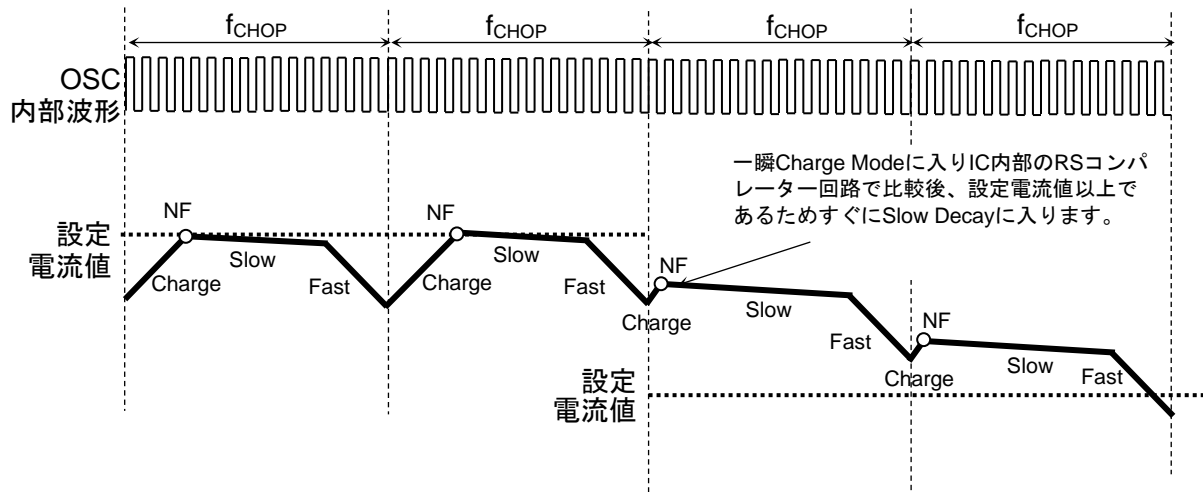 fCHOP fCHOP fCHOP fCHOP
OSC
内部波形
一瞬Charge Modeに入りIC内部のRSコンパ
レーター回路で比較後、設定電流値以上で
あるためすぐにSlow Decayに入ります。
設定
電流値
NF
Charge
Slow
Fast
NF
Charge
Slow
Fast
Charge
NF
Slow
Fast
Charge
NF
Slow
Fast
設定
電流値